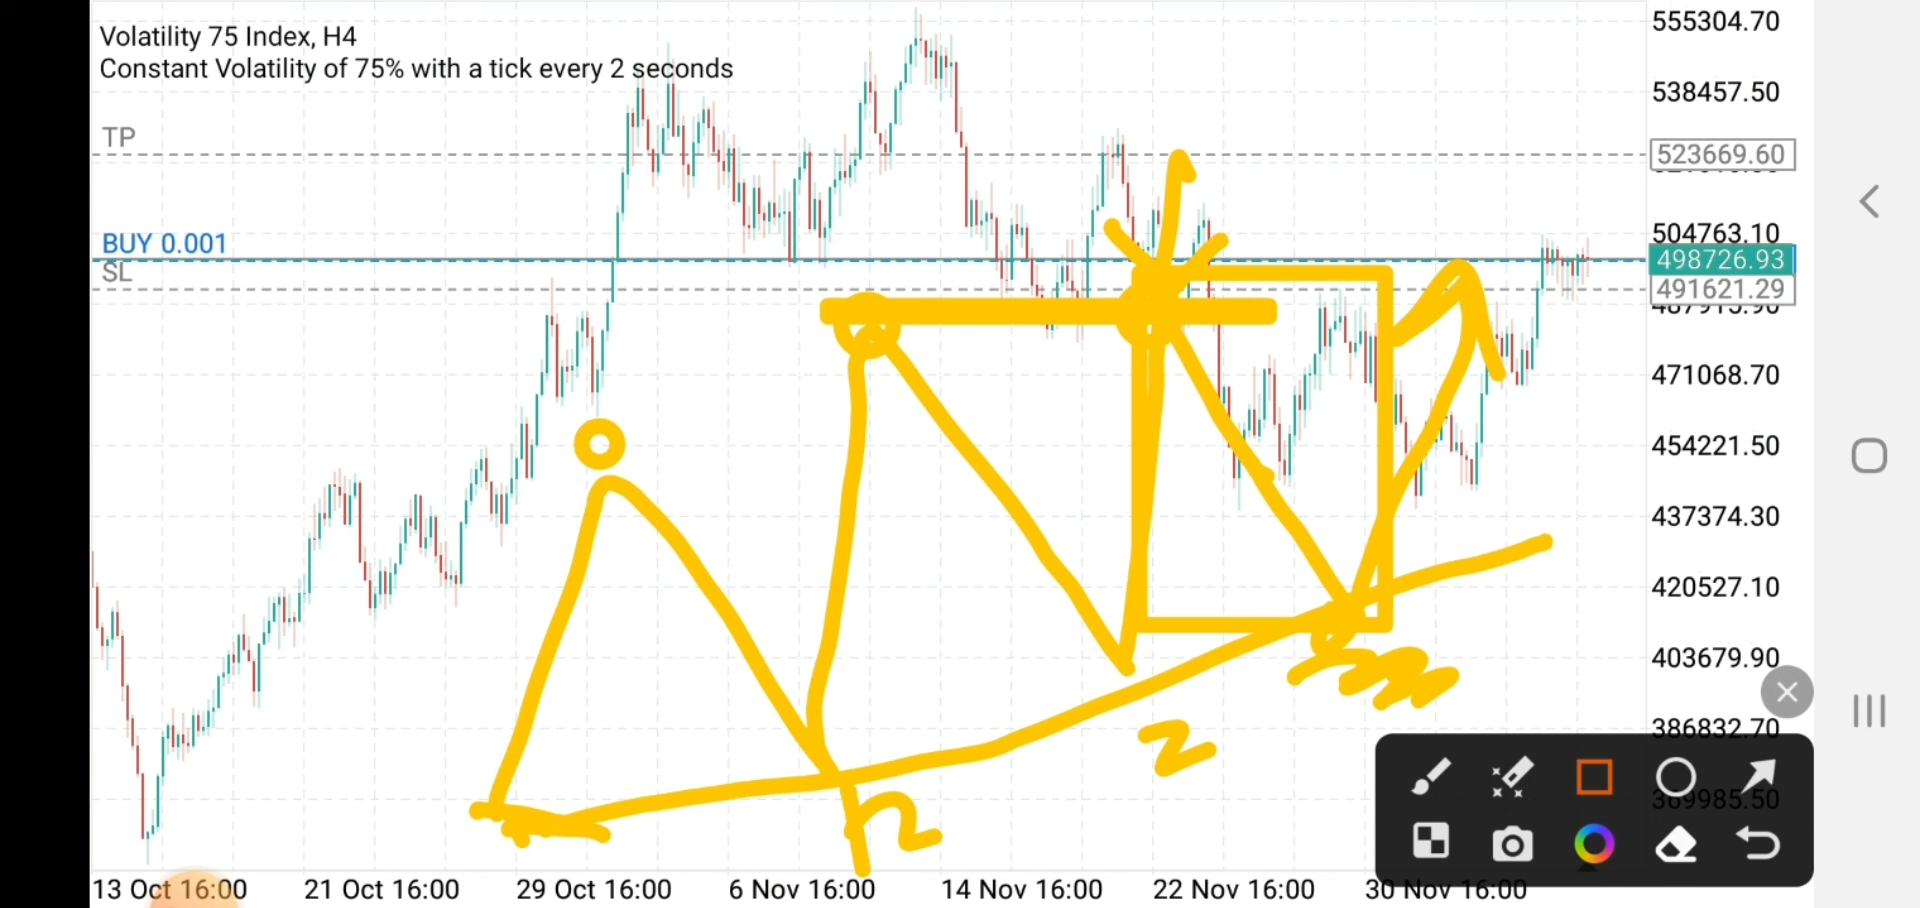 Volatility 75 Index, H4
Constant Volatility of 75% with a tick every 2 seconds
555304.70
538457.50
TP
523669.60
BUY 0.001
504763.10
498726.93
SL
491621.29
471068.70
454221.50
437374.30
420527.10
403679.90
386832.70
369985.50
13 Oct 16:00 21 Oct 16:00 29 Oct 16:00 6 Nov 16:00 14 Nov 16:00 22 Nov 16:00 30 Nov 16:00